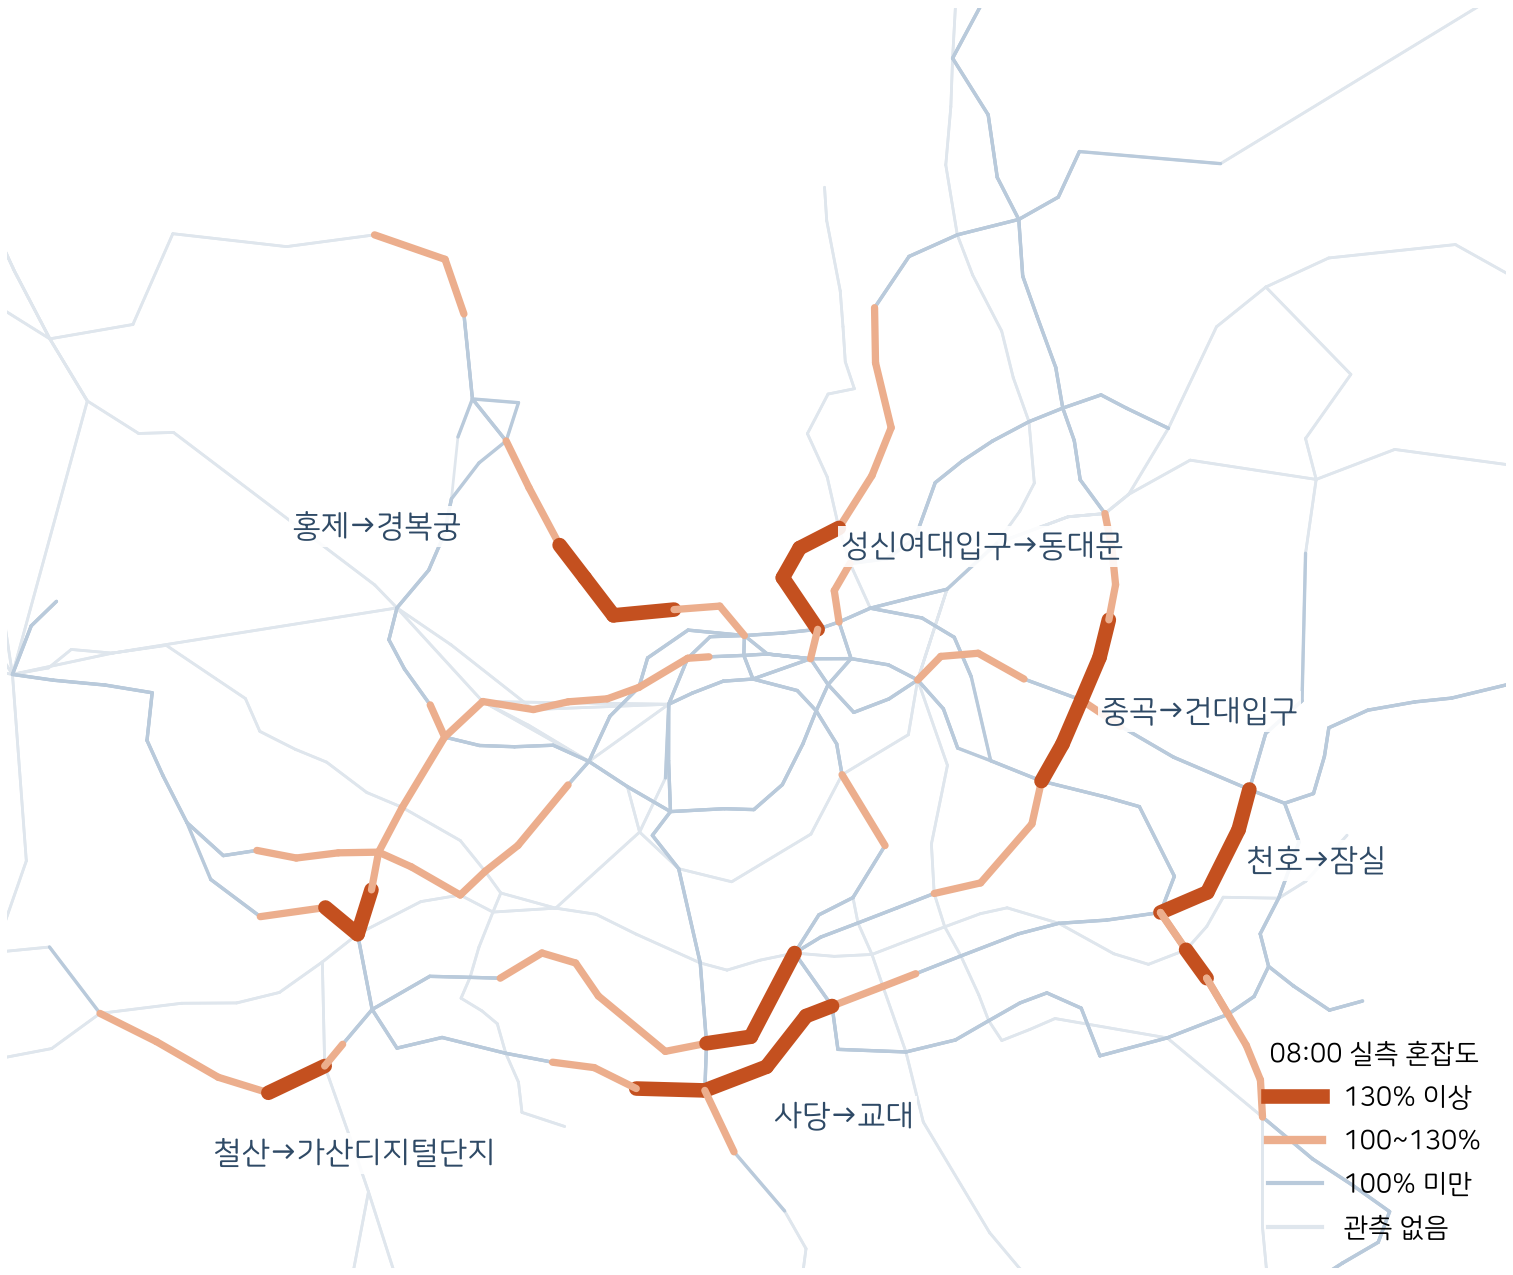 홍제→경복궁
성신여대입구→동대문
중곡→건대입구
천호→잠실
사당→교대
철산→가산디지털단지
08:00 실측 혼잡도
130% 이상
100~130%
100% 미만
관측 없음